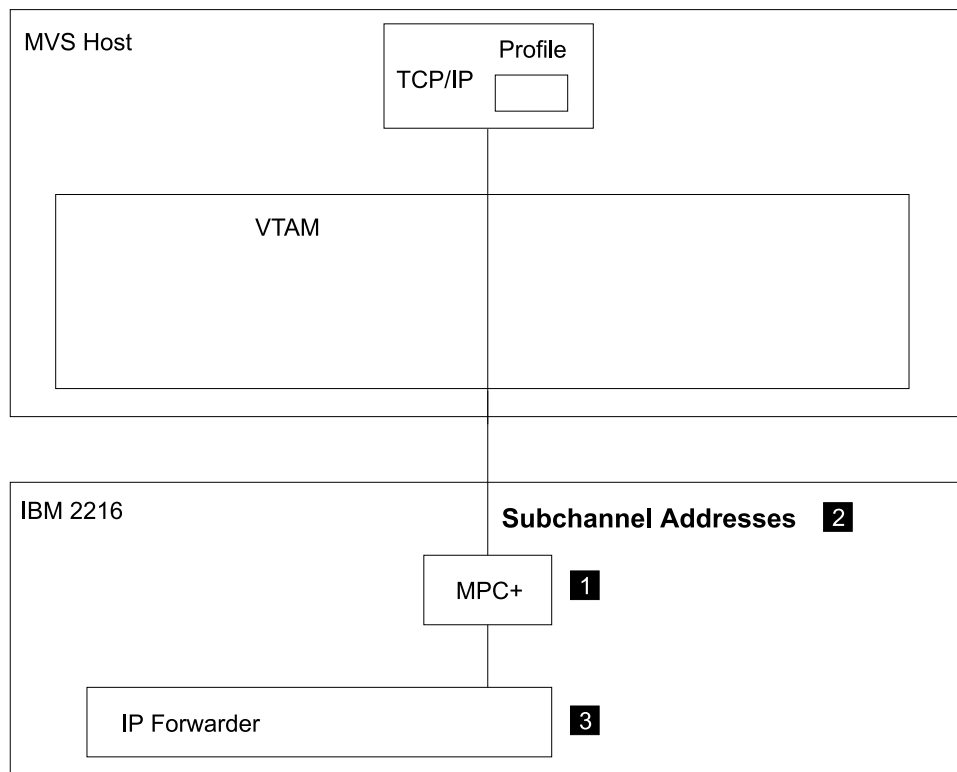 MVS Host
Profile
TCP/IP
VTAM
IBM 2216
Subchannel Addresses 2
MPC+ 1
IP Forwarder 3